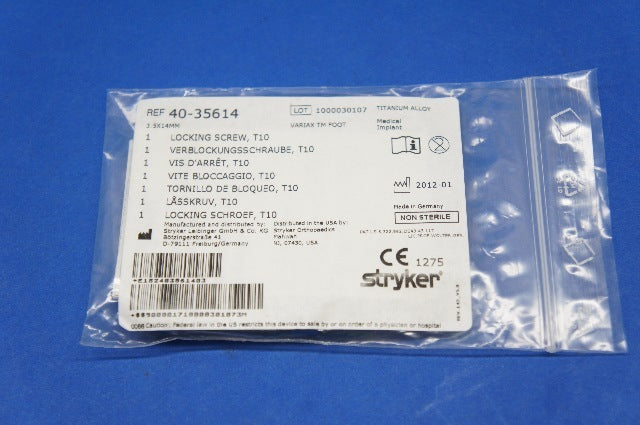 REF 40-35614
LOT 1000030107
TITANIUM ALLOY
3.5X14MM
VARIAX TM FOOT
Medical
Implant
1 LOCKING SCREW, T10
1 VERBLOCKUNGSSCHRAUBE, T10
1 VIS D'ARRÊT, T10
1 VITE BLOCCAGGIO, T10
1 TORNILLO DE BLOQUEO, T10
1 LÅSSKRUV, T10
1 LOCKING SCHROEF, T10
2012-01
Made in Germany
NON STERILE
Manufactured and distributed by:
Stryker Leibinger GmbH & Co. KG
Bötzingerstraße 41
D-79111 Freiburg/Germany
Distributed in the USA by:
Stryker Orthopaedics
Mahwah
NJ, 07430, USA
CE 1275
stryker
Caution: Federal law in the US restricts this device to sale by or on order of a physician or hospital